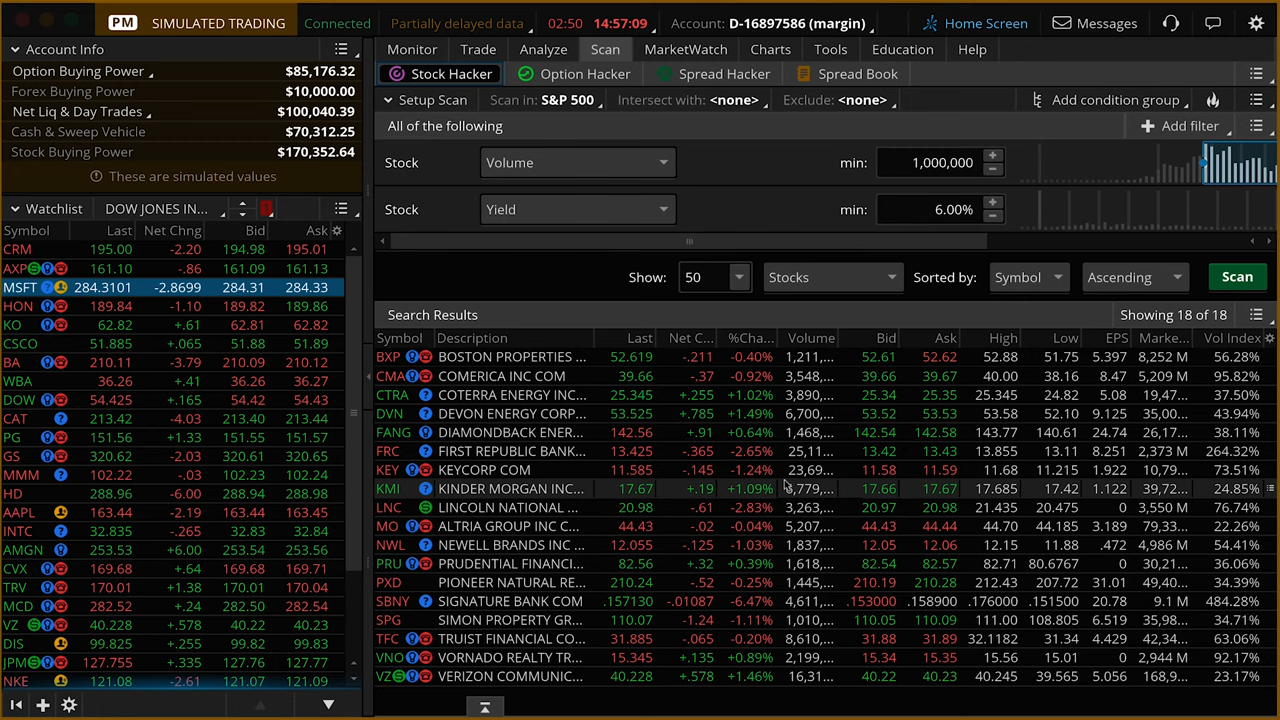 PM SIMULATED TRADING Connected Partially delayed data 02:50 14:57:09 Account: D-16897586 (margin) Home Screen Messages
Account Info
Option Buying Power $85,176.32
Forex Buying Power $10,000.00
Net Liq & Day Trades $100,040.39
Cash & Sweep Vehicle $70,312.25
Stock Buying Power $170,352.64
These are simulated values
Watchlist DOW JONES IN...
Symbol Last Net Chng Bid Ask
CRM 195.00 -2.20 194.98 195.01
AXP 161.10 -.86 161.09 161.13
MSFT 284.3101 -2.8699 284.31 284.33
HON 189.84 -1.10 189.82 189.86
KO 62.82 +.61 62.81 62.82
CSCO 51.885 +.065 51.88 51.89
BA 210.11 -3.79 209.10 210.11
WBA 36.26 +.41 36.26 36.27
DOW 54.425 +.165 54.42 54.43
CAT 213.42 -4.03 213.40 213.41
PG 151.56 +1.33 151.55 151.57
GS 320.62 -2.03 320.61 320.65
MMM 102.22 -.03 102.22 102.23
HD 288.96 -6.00 288.94 288.98
AAPL 163.44 -2.19 163.44 163.45
INTC 32.835 -.265 32.83 32.84
AMGN 253.53 +6.00 253.54 253.56
CVX 169.68 +.64 169.68 169.71
TRV 170.01 +1.38 170.01 170.04
MCD 282.52 +.24 282.50 282.54
VZ 40.228 +.578 40.22 40.23
DIS 99.825 +.255 99.82 99.83
JPM 127.755 +.335 127.76 127.77
NKE 121.08 -2.61 121.07 121.09
Monitor Trade Analyze Scan MarketWatch Charts Tools Education Help
Stock Hacker Option Hacker Spread Hacker Spread Book
Setup Scan Scan in: S&P 500 Intersect with: <none> Exclude: <none> Add condition group
All of the following Add filter
Stock Volume min: 1,000,000
Stock Yield min: 6.00%
Show: 50 Stocks Sorted by: Symbol Ascending Scan
Search Results Showing 18 of 18
Symbol Description Last Net C... %Cha... Volume Bid Ask High Low EPS Marke... Vol Index
BXP BOSTON PROPERTIES ... 52.619 -.211 -0.40% 1,211,... 52.61 52.62 52.88 51.75 5.397 8,252 M 56.28%
CMA COMERICA INC COM 39.66 -.37 -0.92% 3,548,... 39.66 39.67 40.00 38.16 8.47 5,209 M 95.82%
CTRA COTERRA ENERGY INC... 25.345 +.255 +1.02% 3,890,... 25.34 25.35 25.345 24.82 5.08 19,47... 37.50%
DVN DEVON ENERGY CORP... 53.525 +.785 +1.49% 6,700,... 53.52 53.53 53.58 52.10 9.125 35,00... 43.94%
FANG DIAMONDBACK ENER... 142.56 +.91 +0.64% 1,468,... 142.54 142.58 143.77 140.61 24.74 26,17... 38.11%
FRC FIRST REPUBLIC BANK... 13.425 -.365 -2.65% 25,11... 13.42 13.43 13.855 13.11 8.251 2,373 M 264.32%
KEY KEYCORP COM 11.585 -.145 -1.24% 23,69... 11.58 11.59 11.68 11.215 1.922 10,79... 73.51%
KMI KINDER MORGAN INC... 17.67 +.19 +1.09% 3,779,... 17.66 17.67 17.685 17.42 1.122 39,72... 24.85%
LNC LINCOLN NATIONAL ... 20.98 -.61 -2.83% 3,263,... 20.97 20.98 21.435 20.475 0 3,550 M 76.74%
MO ALTRIA GROUP INC C... 44.43 -.02 -0.04% 5,207,... 44.43 44.44 44.70 44.185 3.189 79,33... 22.26%
NWL NEWELL BRANDS INC... 12.055 -.125 -1.03% 1,837,... 12.05 12.06 12.15 11.88 .472 4,986 M 54.41%
PRU PRUDENTIAL FINANCI... 82.56 +.32 +0.39% 1,618,... 82.54 82.57 82.71 80.6767 0 30,21... 36.06%
PXD PIONEER NATURAL RE... 210.24 -.52 -0.25% 1,445,... 210.19 210.28 212.43 207.72 31.01 49,40... 34.39%
SBNY SIGNATURE BANK COM .157130 -.01087 -6.47% 4,611,... .153000 .158900 .176000 .151500 20.78 9.1 M 484.28%
SPG SIMON PROPERTY GR... 110.07 -1.24 -1.11% 1,010,... 110.05 110.09 111.00 108.805 6.519 35,98... 34.71%
TFC TRUIST FINANCIAL CO... 31.885 -.065 -0.20% 8,610,... 31.88 31.89 32.1182 31.34 4.429 42,34... 63.06%
VNO VORNADO REALTY TR... 15.345 +.135 +0.89% 2,199,... 15.34 15.35 15.56 15.01 0 2,944 M 92.17%
VZ VERIZON COMMUNIC... 40.228 +.578 +1.46% 16,31... 40.22 40.23 40.245 39.565 5.056 168,9... 23.17%